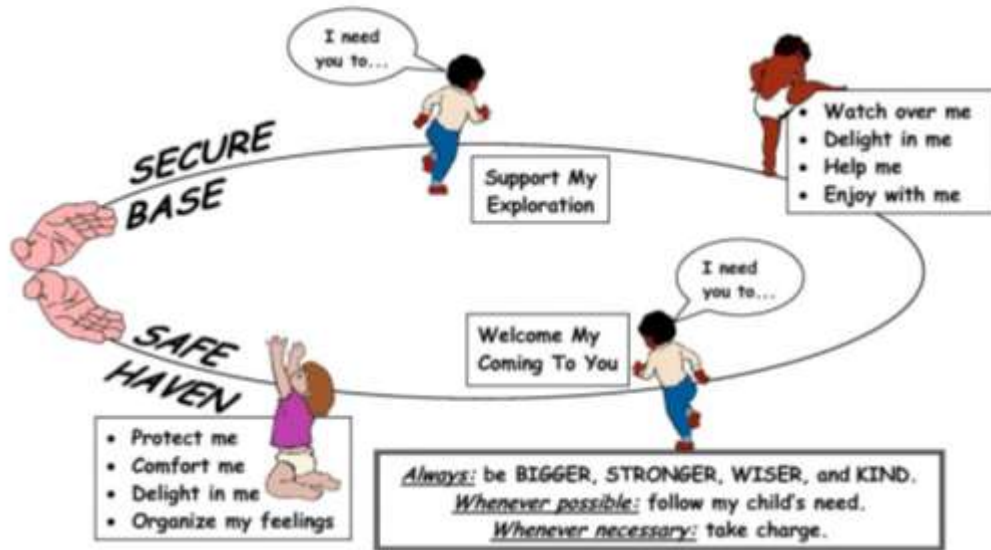 I need
you to...
SECURE
BASE
Support My
Exploration
• Watch over me
• Delight in me
• Help me
• Enjoy with me
I need
you to...
Welcome My
Coming To You
SAFE
HAVEN
• Protect me
• Comfort me
• Delight in me
• Organize my feelings
Always: be BIGGER, STRONGER, WISER, and KIND.
Whenever possible: follow my child's need.
Whenever necessary: take charge.